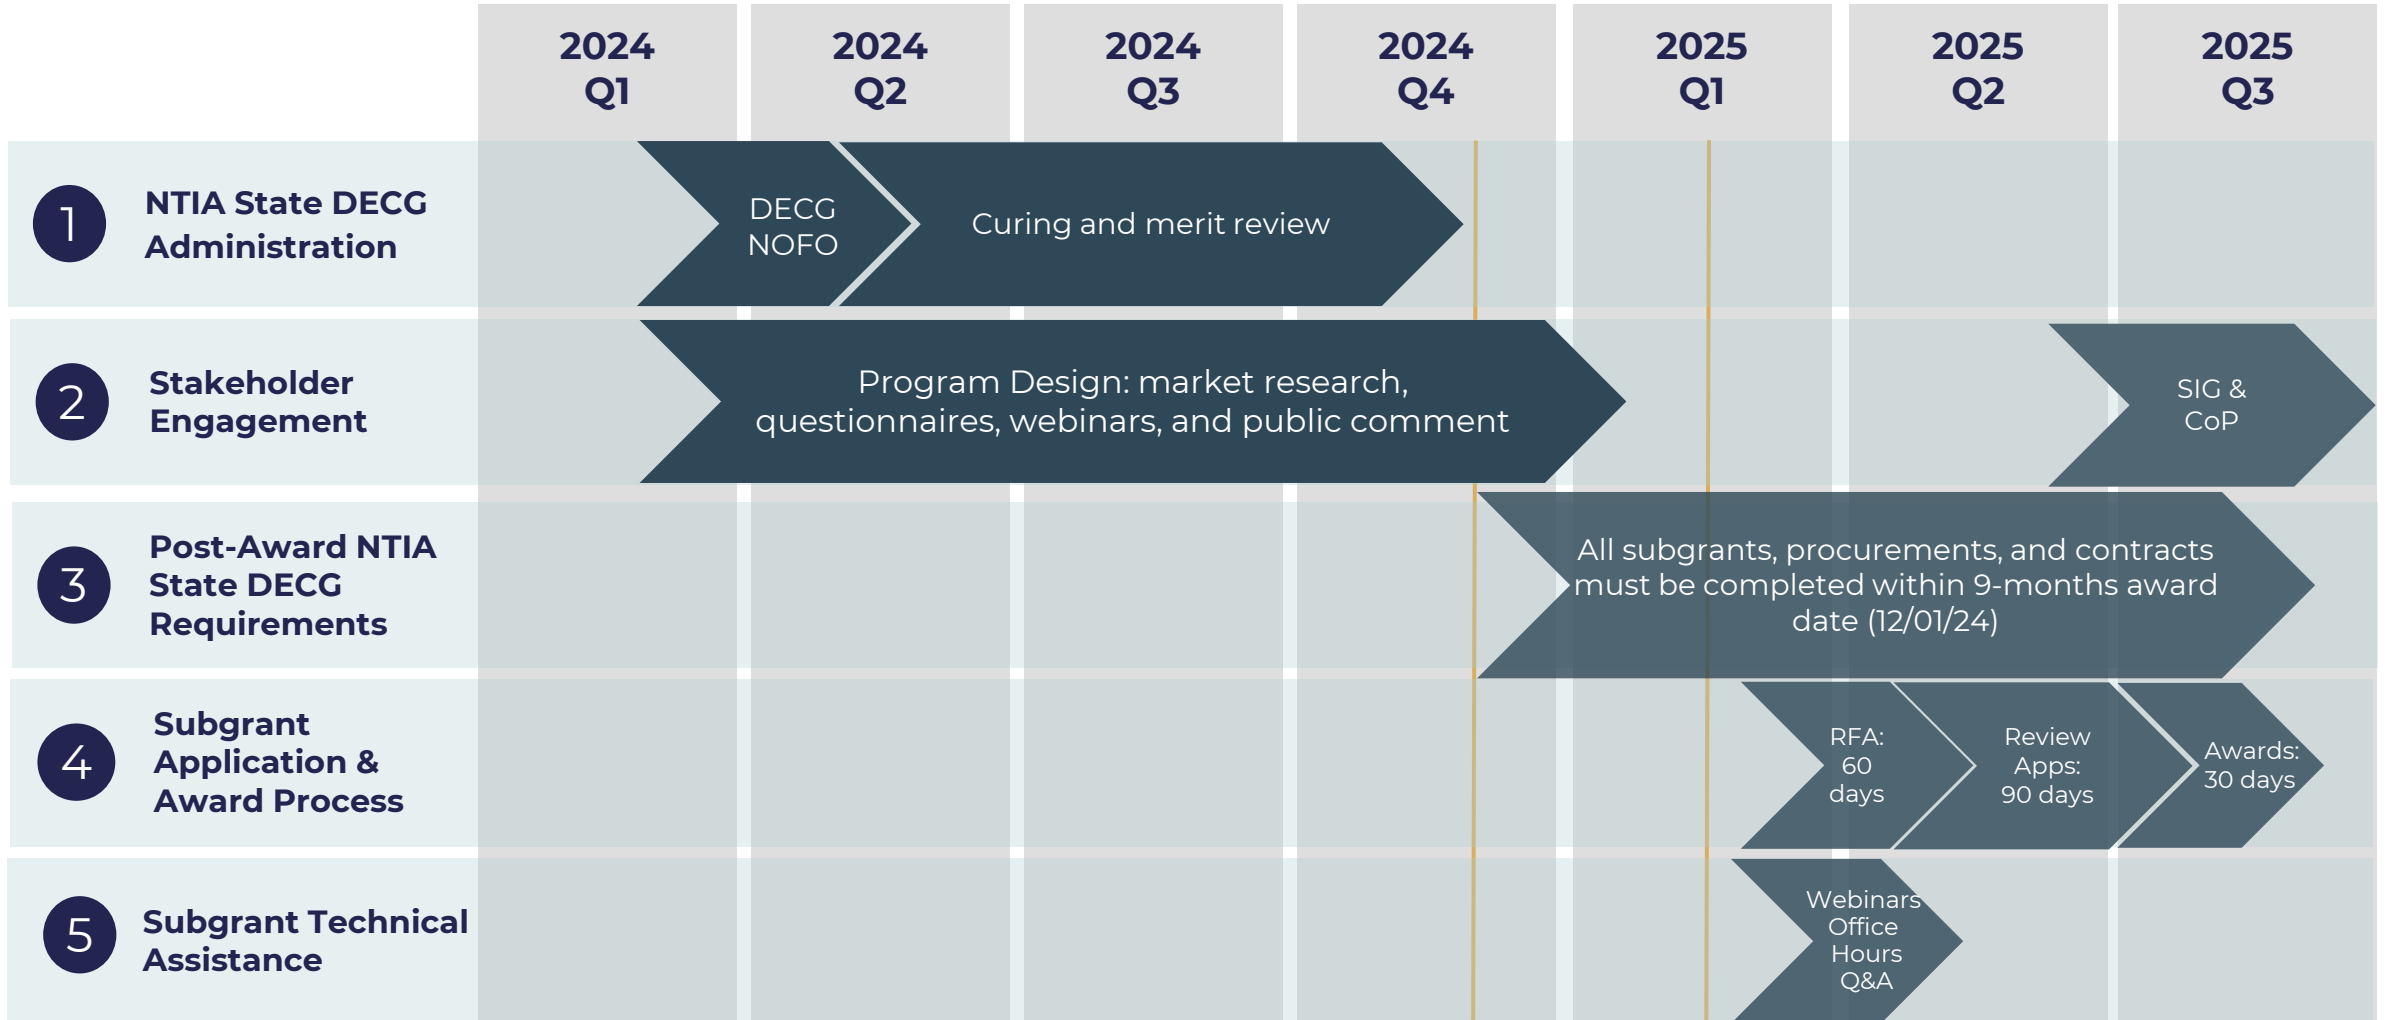 2024
Q1
2024
Q2
2024
Q3
2024
Q4
2025
Q1
2025
Q2
2025
Q3
1
NTIA State DECG
Administration
DECG
NOFO
Curing and merit review
2
Stakeholder
Engagement
Program Design: market research,
questionnaires, webinars, and public comment
SIG &
CoP
3
Post-Award NTIA
State DECG
Requirements
All subgrants, procurements, and contracts
must be completed within 9-months award
date (12/01/24)
4
Subgrant
Application &
Award Process
RFA:
60
days
Review
Apps:
90 days
Awards:
30 days
5
Subgrant Technical
Assistance
Webinars
Office
Hours
Q&A